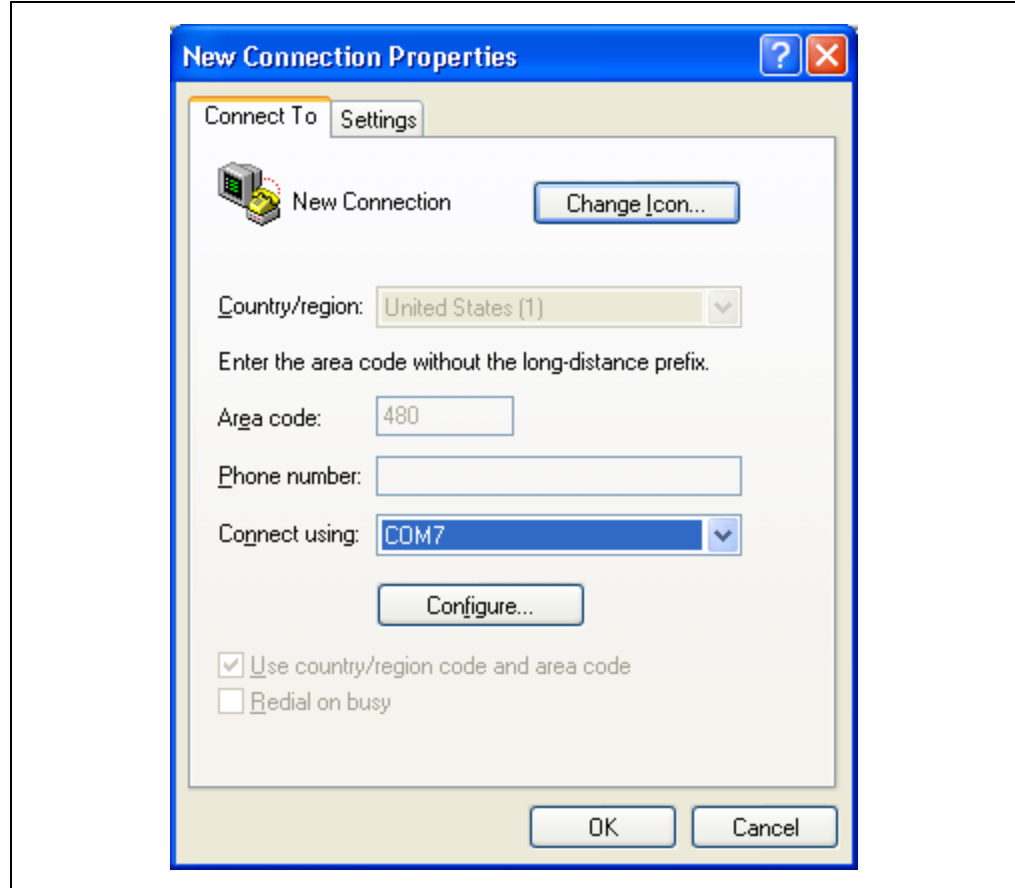 New Connection Properties
Connect To Settings
New Connection Change Icon...
Country/region: United States (1)
Enter the area code without the long-distance prefix.
Area code: 480
Phone number:
Connect using: COM7
Configure...
Use country/region code and area code
Redial on busy
OK Cancel